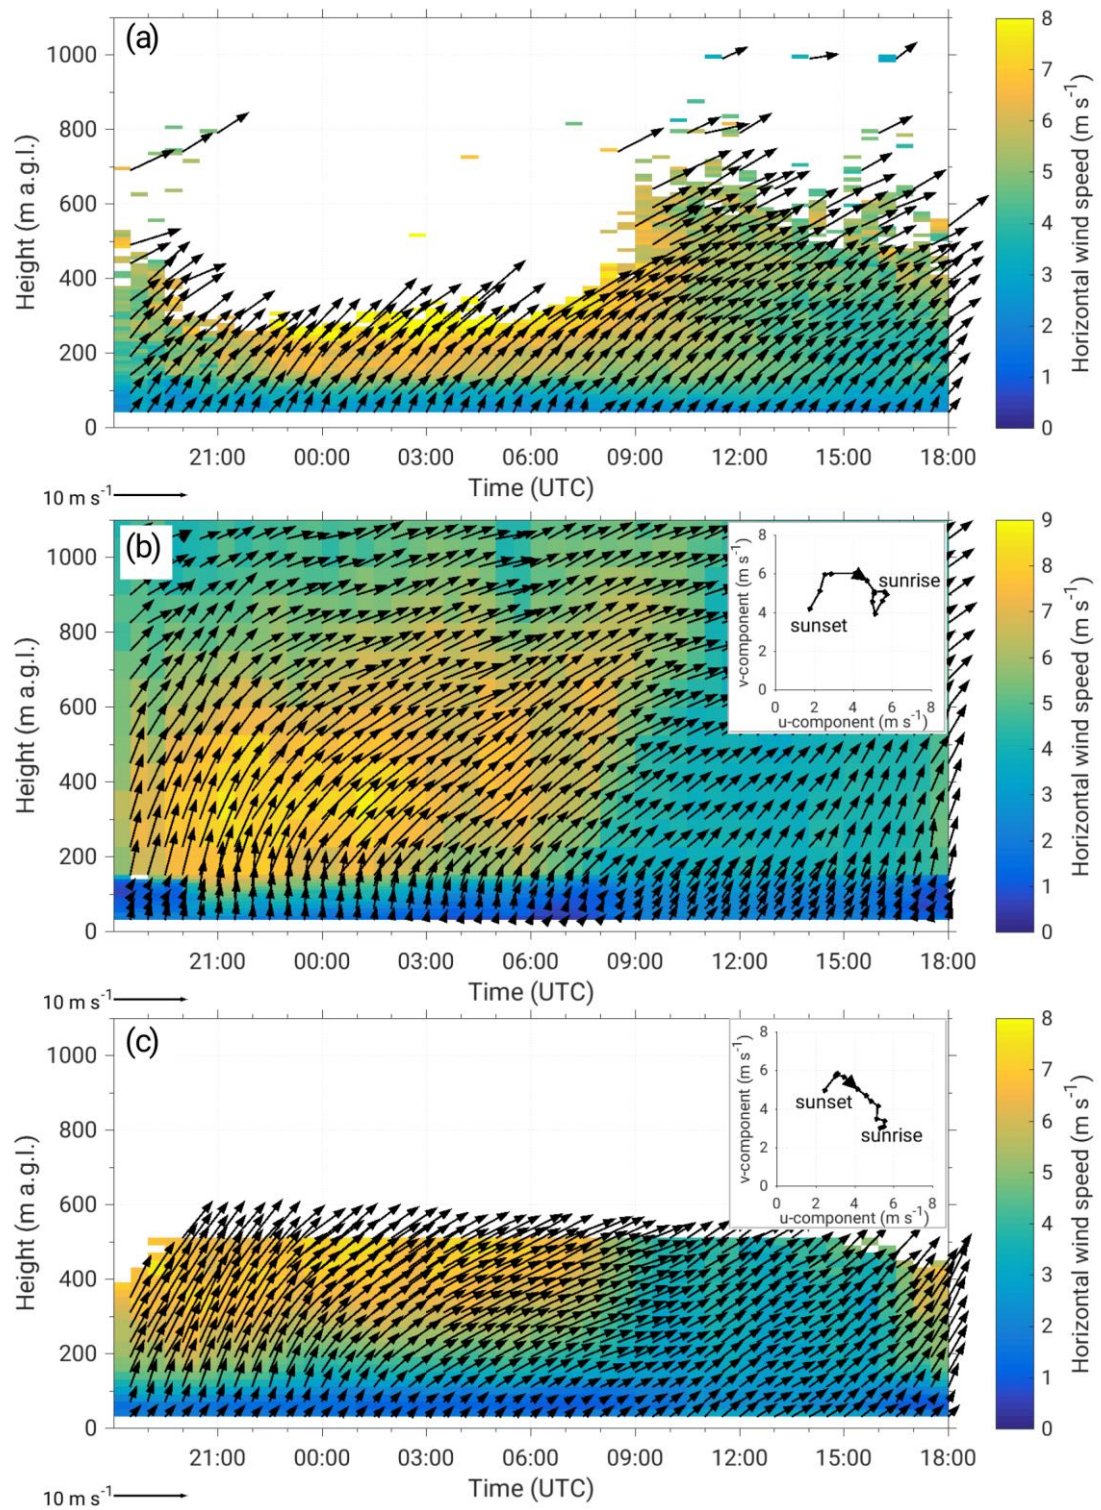 (a)
1000
800
600
400
200
0
Height (m a.g.l.)
21:00 00:00 03:00 06:00 09:00 12:00 15:00 18:00
Time (UTC)
10 m s-1
8
7
6
5
4
3
2
1
0
Horizontal wind speed (m s-1)
(b)
1000
800
600
400
200
0
Height (m a.g.l.)
21:00 00:00 03:00 06:00 09:00 12:00 15:00 18:00
Time (UTC)
10 m s-1
8
6
4
2
0
v-component (m s-1)
sunrise
sunset
0 2 4 6 8
u-component (m s-1)
9
8
7
6
5
4
3
2
1
0
Horizontal wind speed (m s-1)
(c)
1000
800
600
400
200
0
Height (m a.g.l.)
21:00 00:00 03:00 06:00 09:00 12:00 15:00 18:00
Time (UTC)
10 m s-1
8
6
4
2
0
v-component (m s-1)
sunset
sunrise
0 2 4 6 8
u-component (m s-1)
8
7
6
5
4
3
2
1
0
Horizontal wind speed (m s-1)